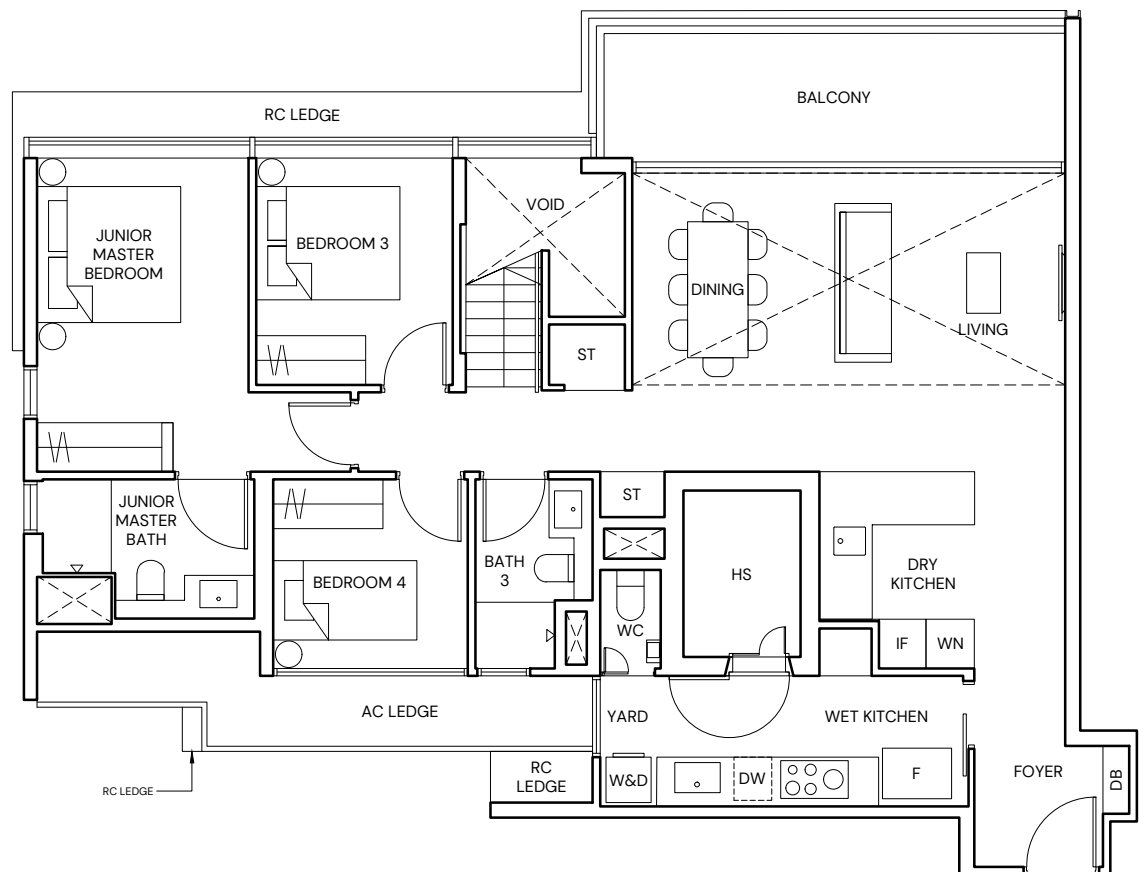 BALCONY
RC LEDGE
VOID
JUNIOR
MASTER
BEDROOM
BEDROOM 3
DINING
LIVING
ST
ST
JUNIOR
MASTER
BATH
BATH
3
BEDROOM 4
HS
DRY
KITCHEN
WC
IF
WN
AC LEDGE
YARD
WET KITCHEN
RC
LEDGE
W&D
DW
F
FOYER
DB
RC LEDGE